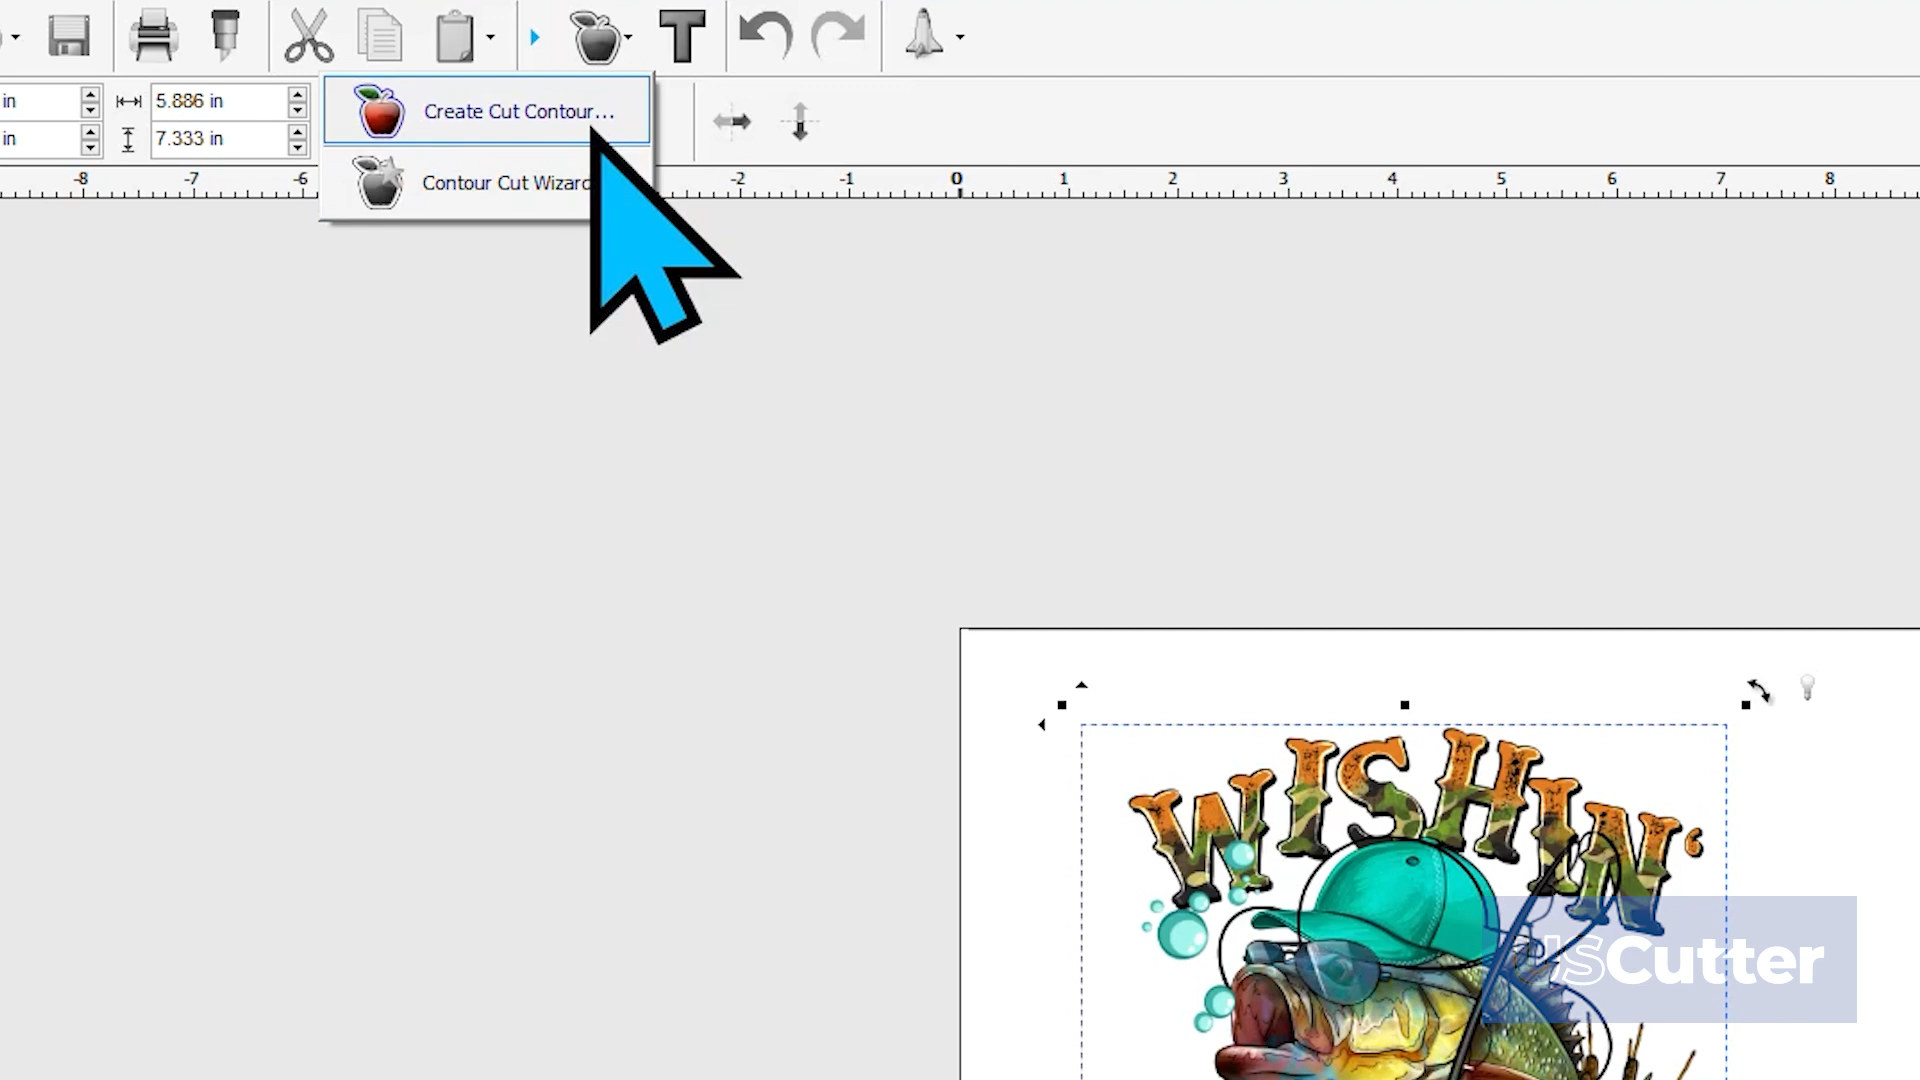 T
in
5.886 in
Create Cut Contour...
in
7.333 in
Contour Cut Wizard
-8 -7 -6 -2 -1 0 1 2 3 4 5 6 7 8
WISHIN'
USCutter